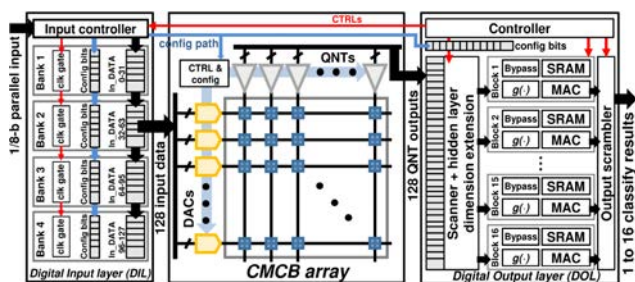 Input controller
CTRLs
Controller
config path
config bits
1/8-b parallel input
Bank 1
clk gate
Config bits
In_DATA
0-31
Bank 2
clk gate
Config bits
In_DATA
32-63
Bank 3
clk gate
Config bits
In_DATA
64-95
Bank 4
clk gate
Config bits
In_DATA
96-127
Digital Input layer (DIL)
128 input data
CTRL &
config
QNTs
DACs
CMCB array
128 QNT outputs
Scanner + hidden layer
dimension extension
Block 1
Bypass
SRAM
g(·)
MAC
Block 2
Bypass
SRAM
g(·)
MAC
Block 15
Bypass
SRAM
g(·)
MAC
Block 16
Bypass
SRAM
g(·)
MAC
Output scrambler
Digital Output layer (DOL)
1 to 16 classify results